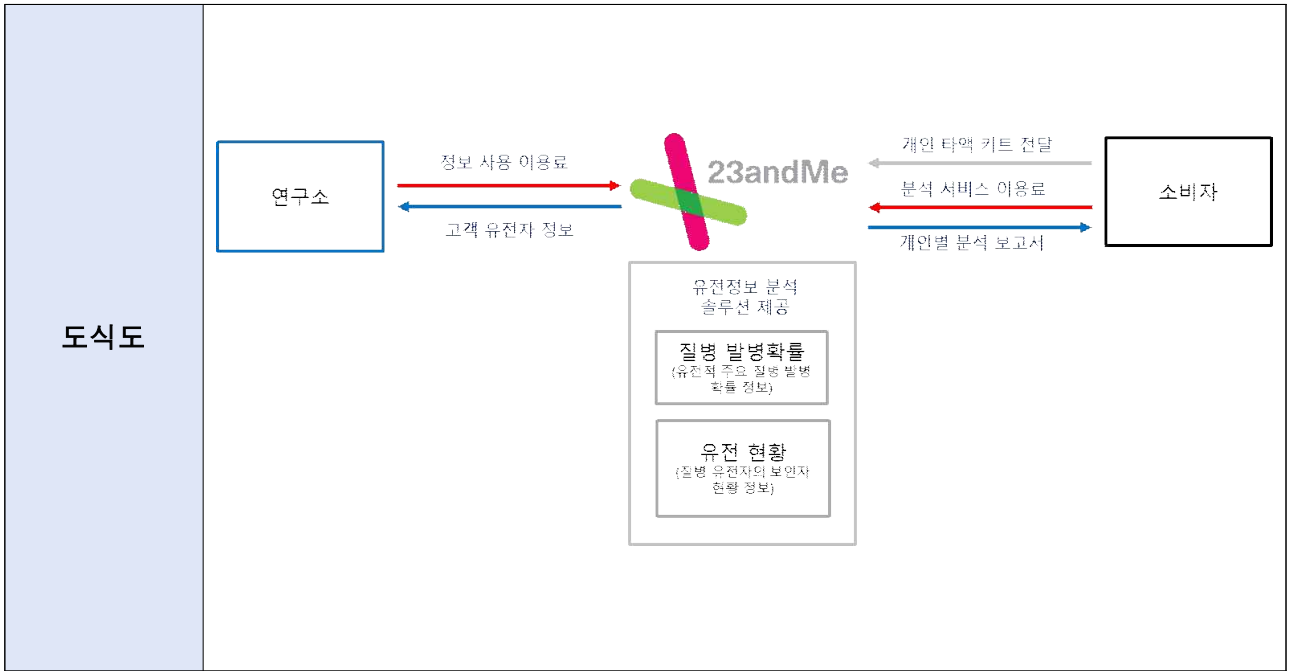 도식도
연구소
정보 사용 이용료
고객 유전자 정보
23andMe
개인 타액 키트 전달
분석 서비스 이용료
개인별 분석 보고서
소비자
유전정보 분석
솔루션 제공
질병 발병확률
(유전적 주요 질병 발병
확률 정보)
유전 현황
(질병 유전자의 보인자
현황 정보)